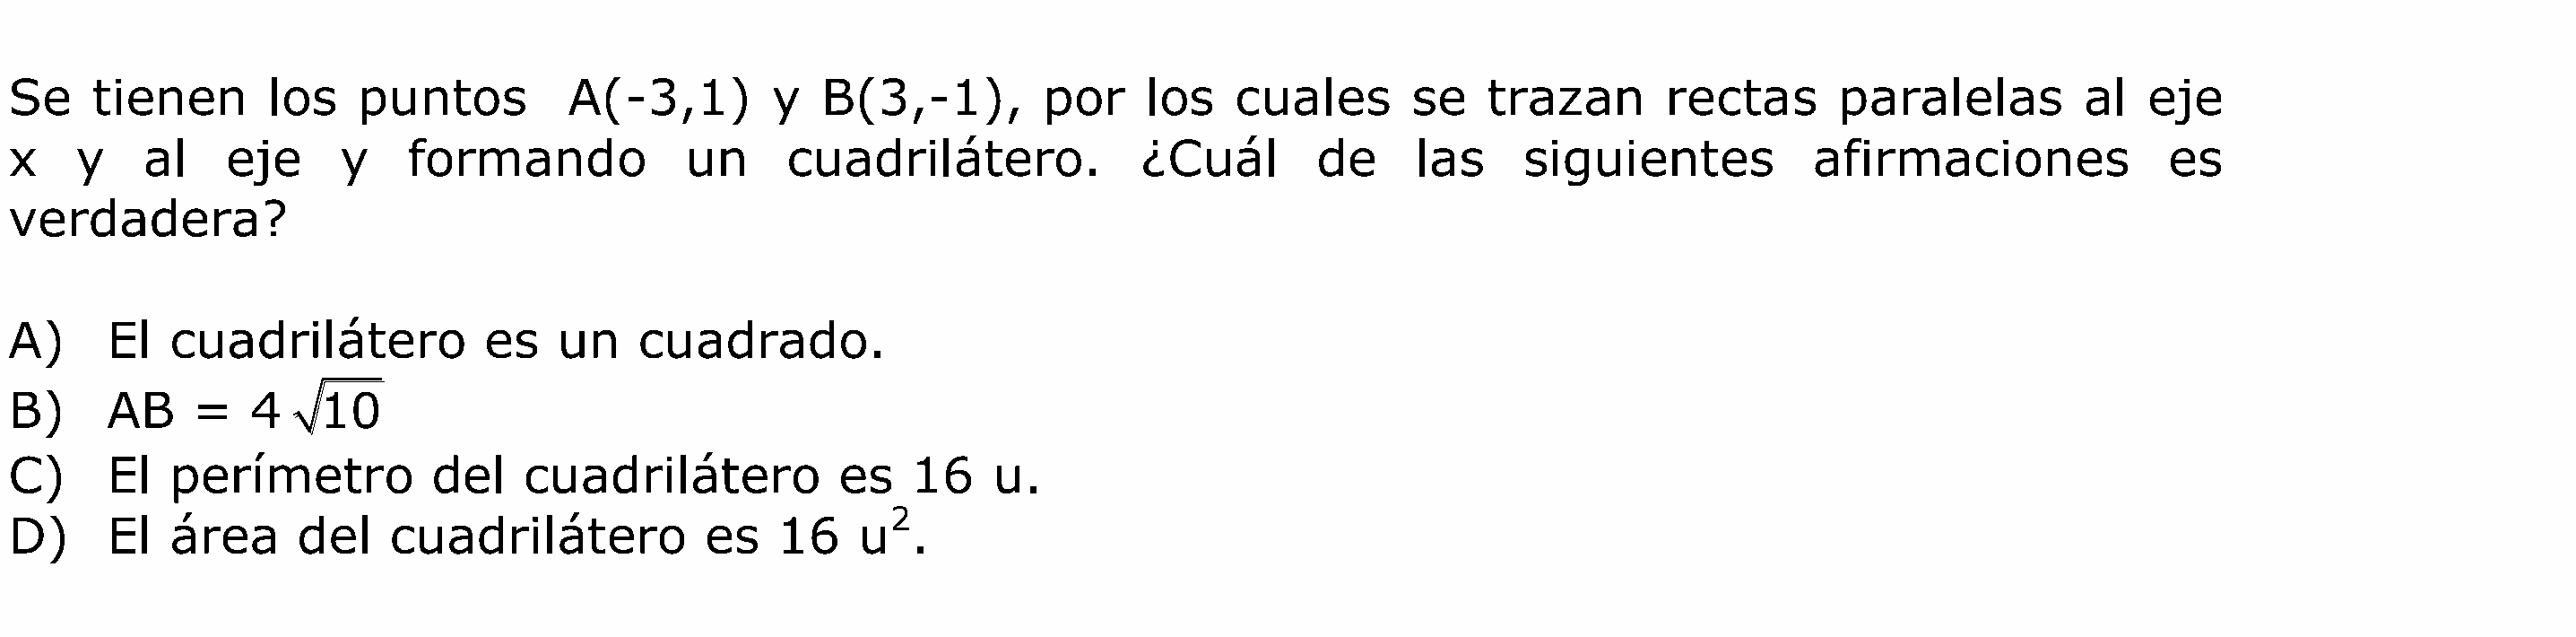 Se tienen los puntos A(-3,1) y B(3,-1), por los cuales se trazan rectas paralelas al eje
x y al eje y formando un cuadrilátero. ¿Cuál de las siguientes afirmaciones es
verdadera?
A) El cuadrilátero es un cuadrado.
B) AB = 4√10
C) El perímetro del cuadrilátero es 16 u.
D) El área del cuadrilátero es 16 u².